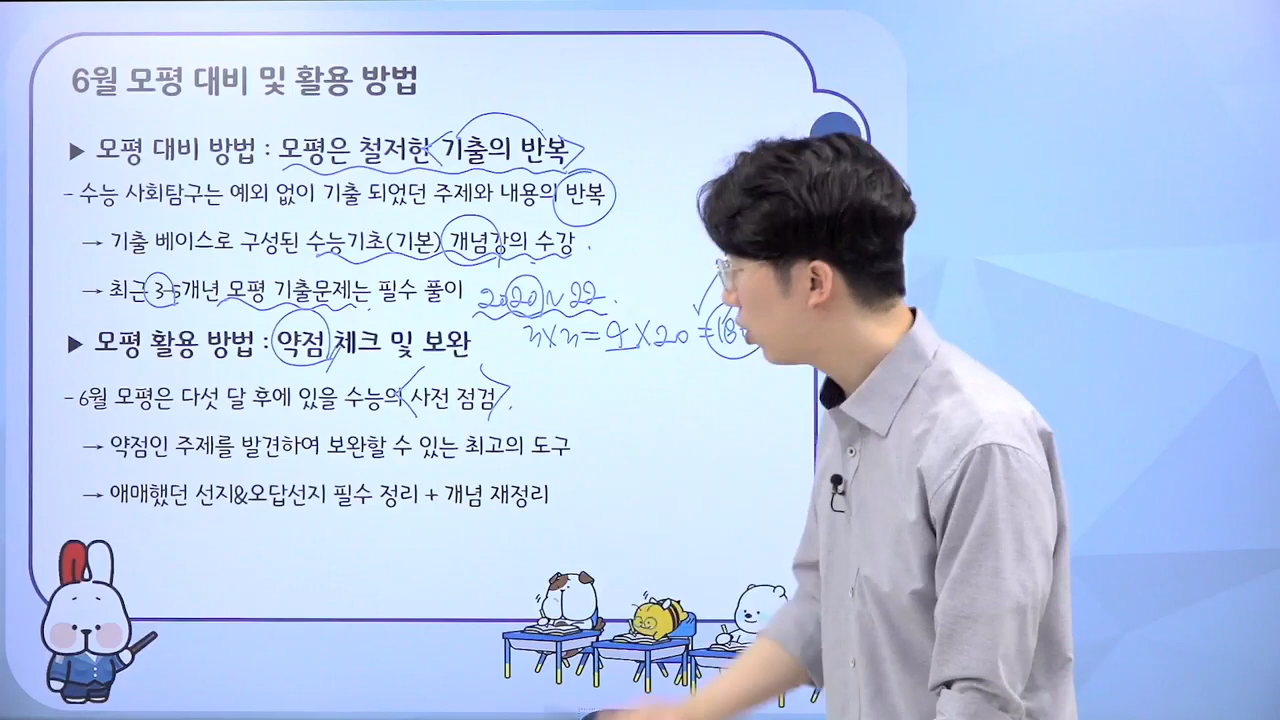 6월 모평 대비 및 활용 방법
▶ 모평 대비 방법 : 모평은 철저한 기출의 반복
- 수능 사회탐구는 예외 없이 기출 되었던 주제와 내용의 반복
→ 기출 베이스로 구성된 수능기초(기본) 개념강의 수강
→ 최근 3-5개년 모평 기출문제는 필수 풀이 2020~22.
=9×20=18
▶ 모평 활용 방법 : 약점 체크 및 보완
- 6월 모평은 다섯 달 후에 있을 수능의 사전 점검
→ 약점인 주제를 발견하여 보완할 수 있는 최고의 도구
→ 애매했던 선지&오답선지 필수 정리 + 개념 재정리